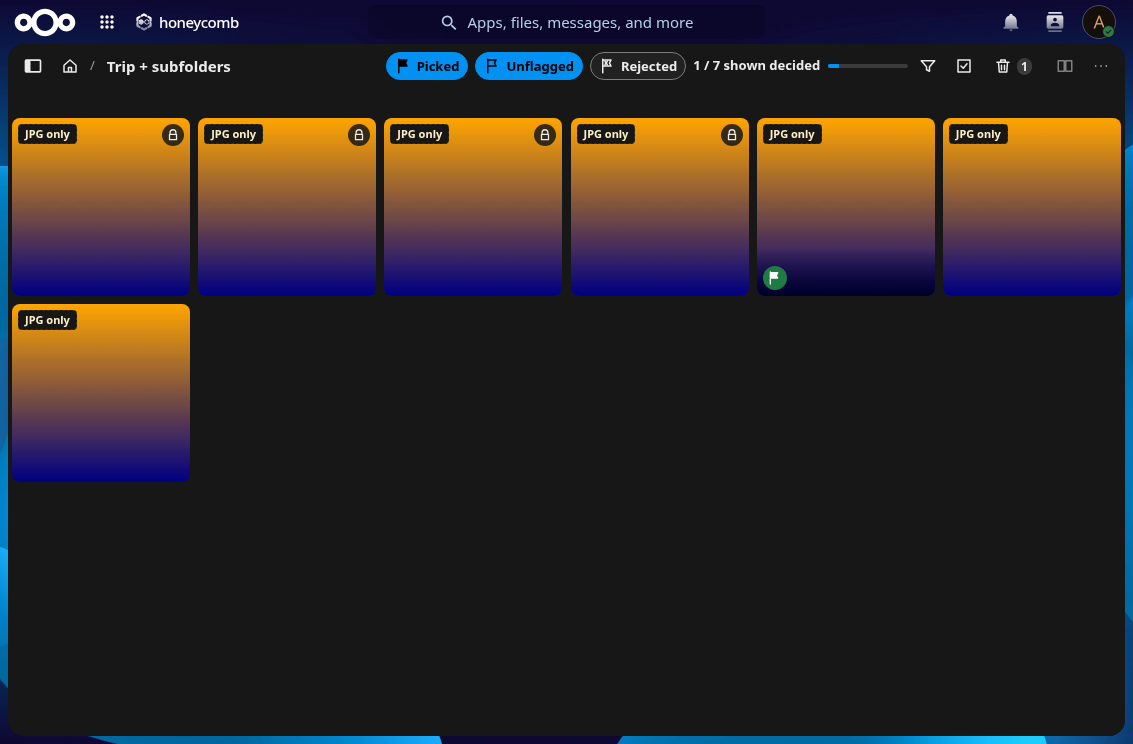 honeycomb
Apps, files, messages, and more
A
/ Trip + subfolders
Picked
Unflagged
Rejected
1 / 7 shown decided
1
JPG only
JPG only
JPG only
JPG only
JPG only
JPG only
JPG only